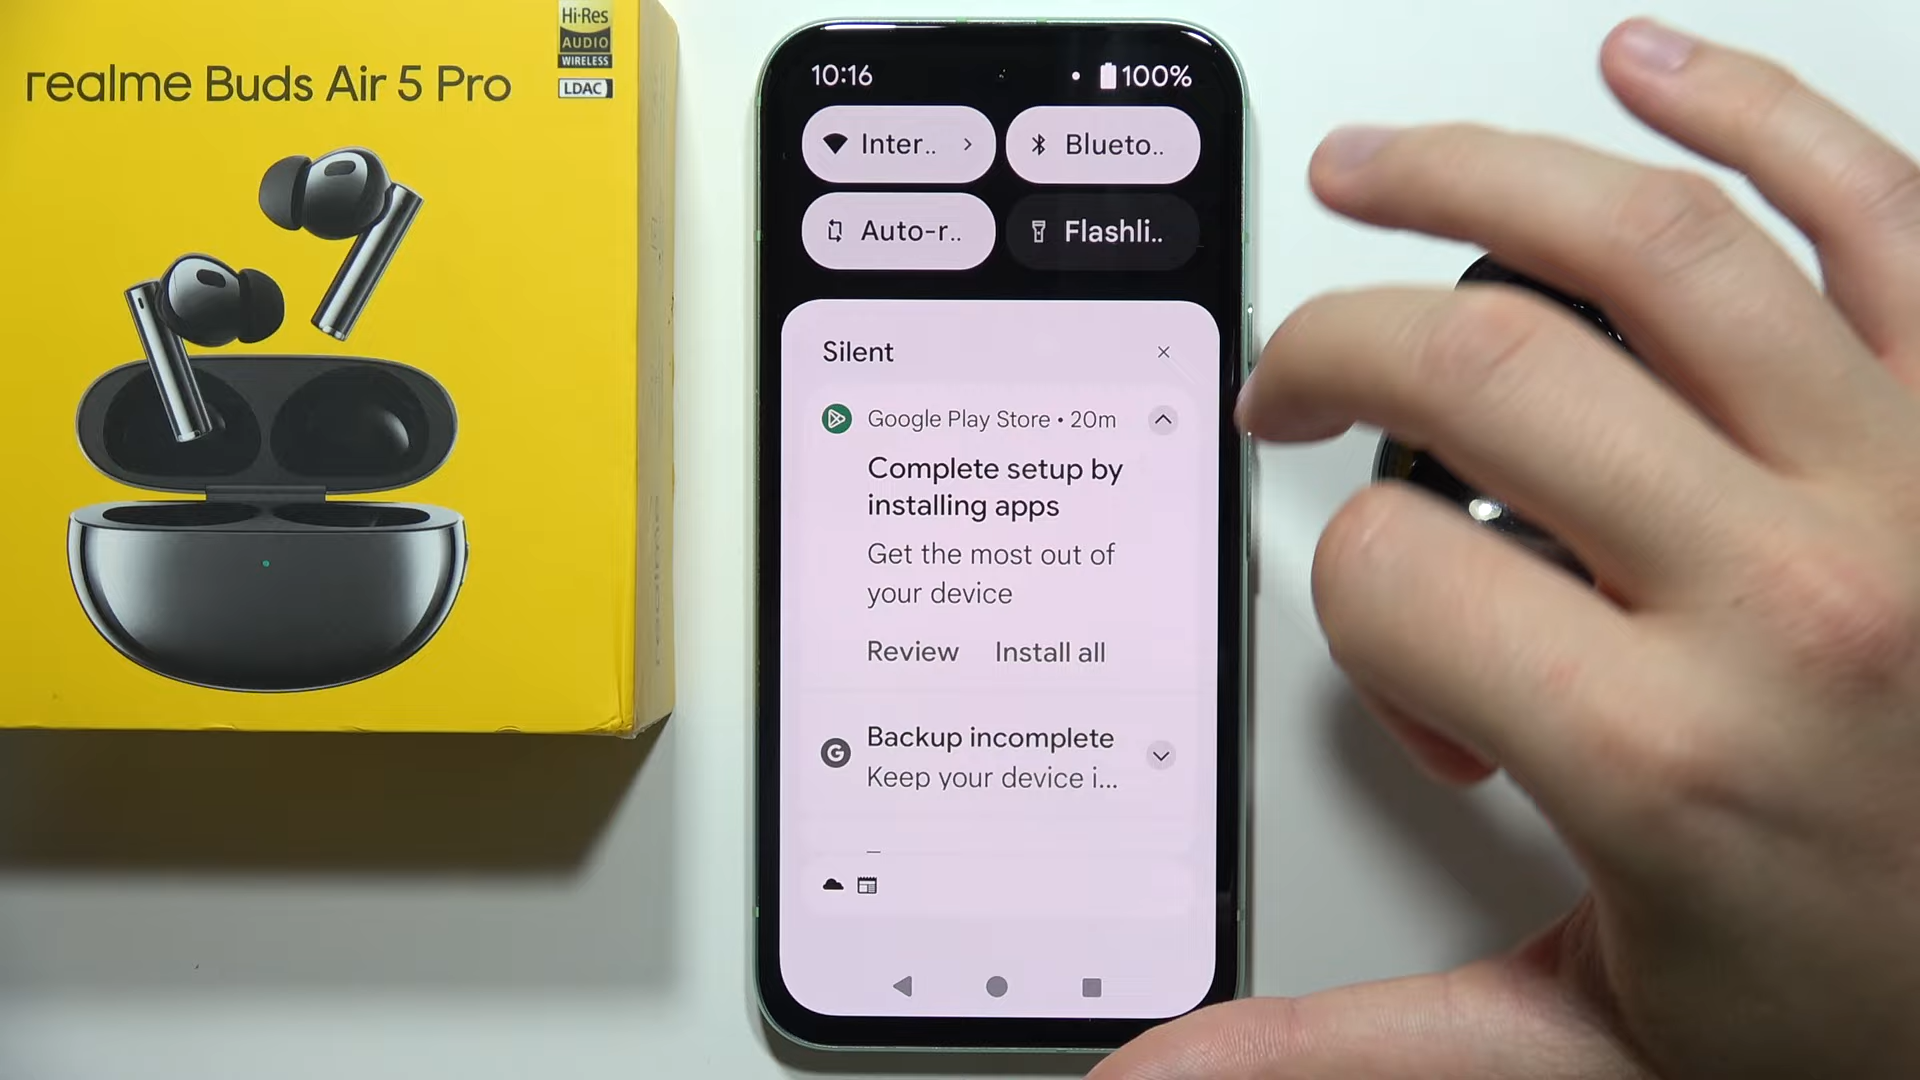 realme Buds Air 5 Pro
Hi-Res
AUDIO
WIRELESS
LDAC
10:16
100%
Inter..
Blueto..
Auto-r..
Flashli..
Silent
Google Play Store • 20m
Complete setup by
installing apps
Get the most out of
your device
Review Install all
Backup incomplete
Keep your device i...
realme